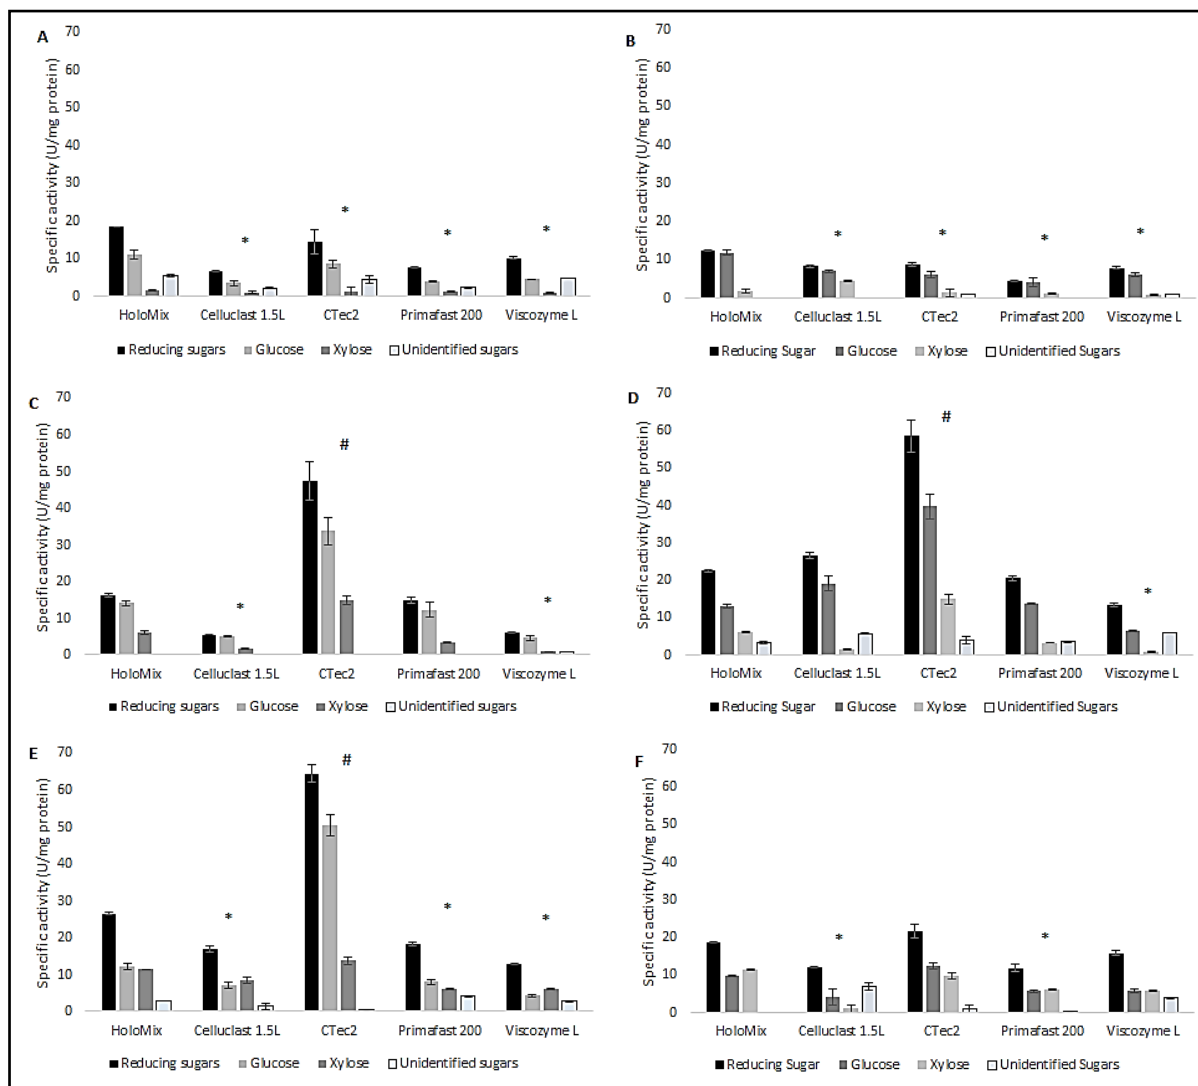 A
Specific activity (U/mg protein)
70
60
50
40
30
20
10
0
*
*
*
*
HoloMix Celluclast 1.5L CTec2 Primafast 200 Viscozyme L
Reducing sugars Glucose Xylose Unidentified sugars
B
Specific activity (U/mg protein)
70
60
50
40
30
20
10
0
*
*
*
*
HoloMix Celluclast 1.5L CTec2 Primafast 200 Viscozyme L
Reducing Sugar Glucose Xylose Unidentified Sugars
C
Specific activity (U/mg protein)
70
60
50
40
30
20
10
0
*
#
*
HoloMix Celluclast 1.5L CTec2 Primafast 200 Viscozyme L
Reducing sugars Glucose Xylose Unidentified sugars
D
Specific activity (U/mg protein)
70
60
50
40
30
20
10
0
#
*
HoloMix Celluclast 1.5L CTec2 Primafast 200 Viscozyme L
Reducing Sugar Glucose Xylose Unidentified Sugars
E
Specific activity (U/mg protein)
70
60
50
40
30
20
10
0
*
#
*
*
HoloMix Celluclast 1.5L CTec2 Primafast 200 Viscozyme L
Reducing sugars Glucose Xylose Unidentified sugars
F
Specific activity (U/mg protein)
70
60
50
40
30
20
10
0
*
*
HoloMix Celluclast 1.5L CTec2 Primafast 200 Viscozyme L
Reducing Sugar Glucose Xylose Unidentified Sugars